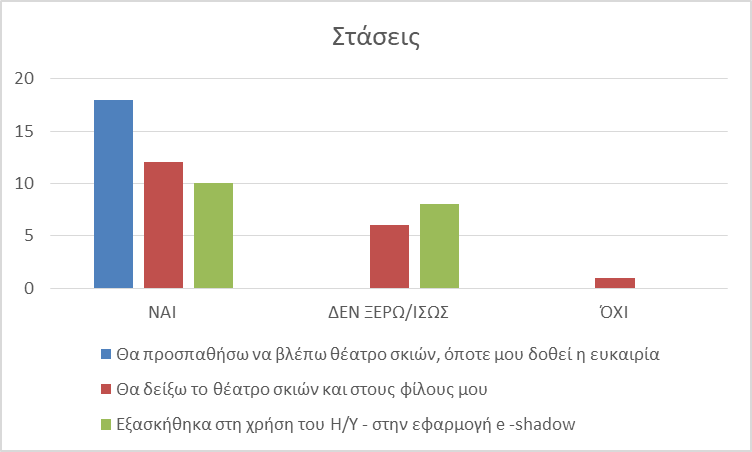 Στάσεις
20
15
10
5
0
ΝΑΙ
ΔΕΝ ΞΕΡΩ/ΙΣΩΣ
ΌΧΙ
Θα προσπαθήσω να βλέπω θέατρο σκιών, όποτε μου δοθεί η ευκαιρία
Θα δείξω το θέατρο σκιών και στους φίλους μου
Εξασκήθηκα στη χρήση του Η/Υ - στην εφαρμογή e -shadow